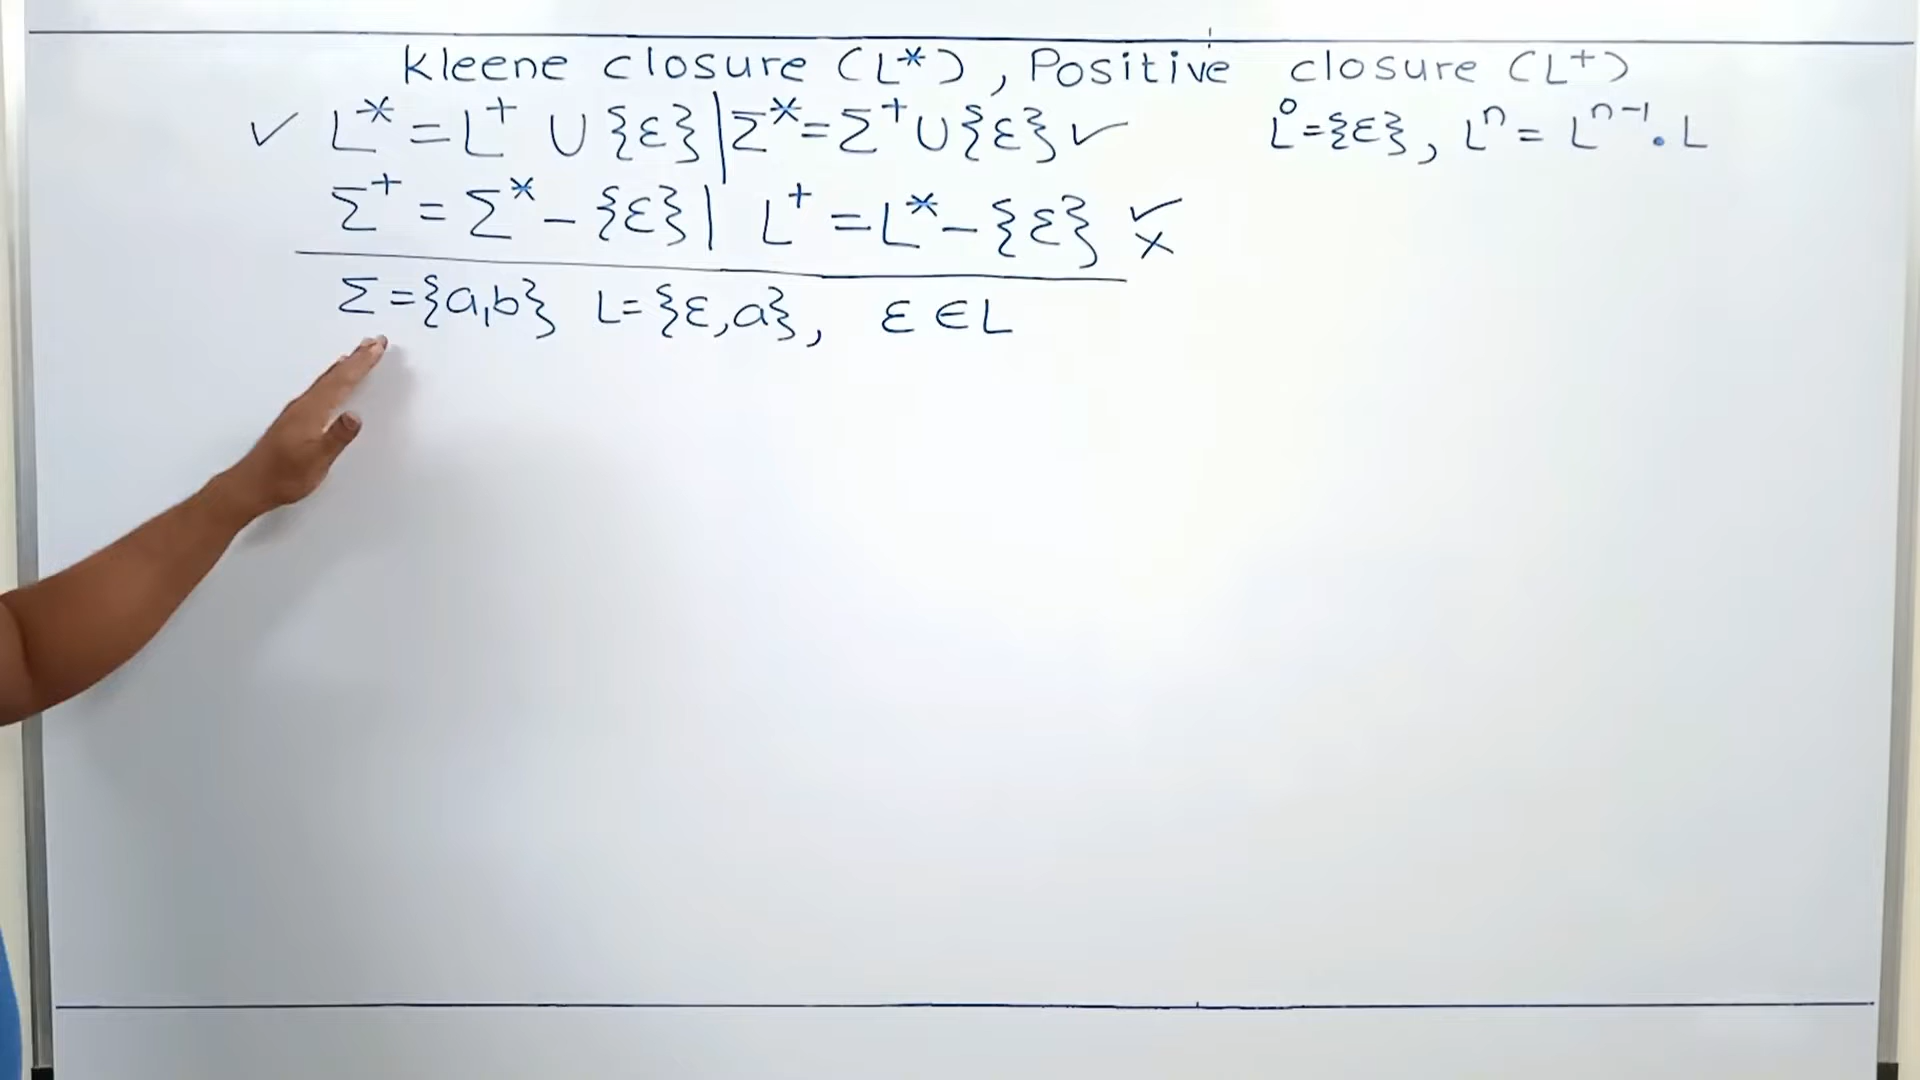 Kleene closure (L*), Positive closure (L⁺)
✓ L* = L⁺ ∪ {ε} | Σ* = Σ⁺ ∪ {ε} ✓ L⁰ = {ε}, Lⁿ = Lⁿ⁻¹ . L
Σ⁺ = Σ* - {ε} | L⁺ = L* - {ε} ✓ ×
Σ = {a,b} L = {ε,a}, ε ∈ L